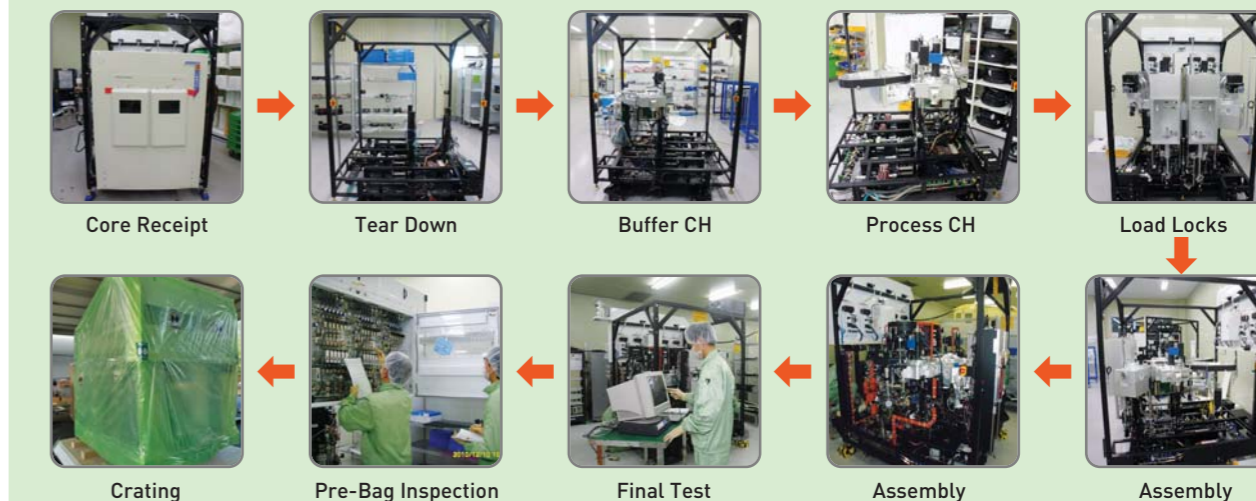 Core Receipt
Tear Down
Buffer CH
Process CH
Load Locks
Crating
Pre-Bag Inspection
Final Test
Assembly
Assembly